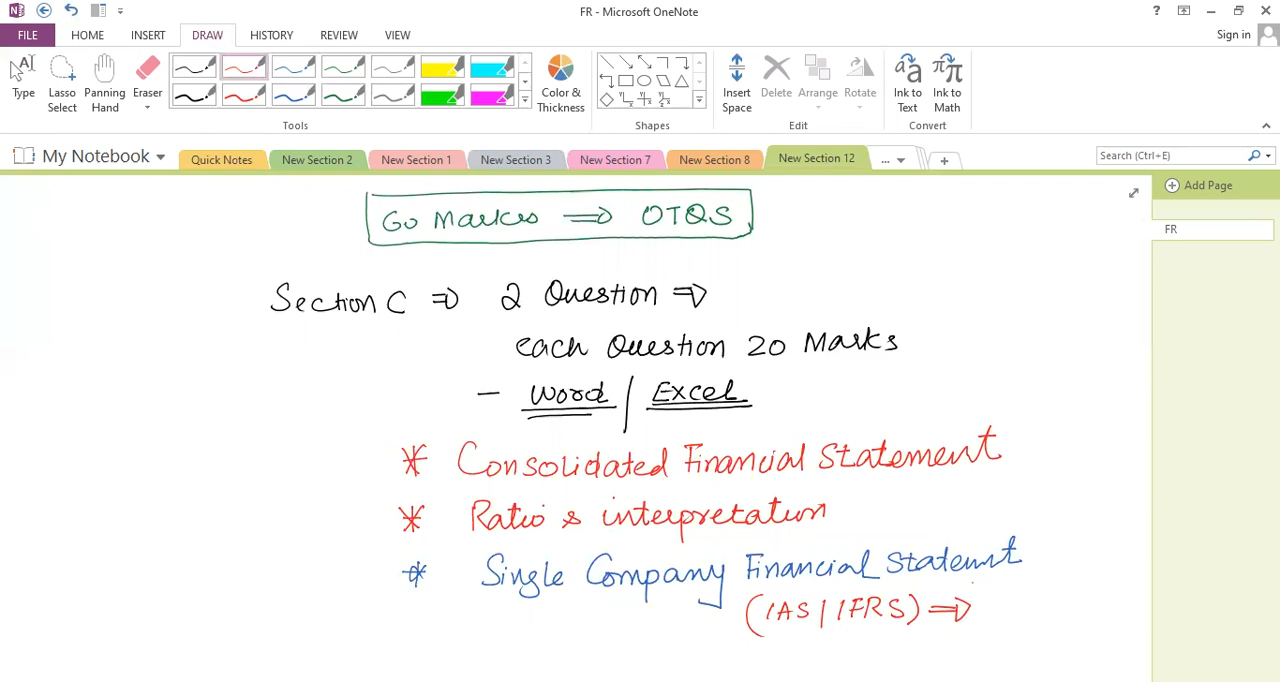 FR - Microsoft OneNote
FILE HOME INSERT DRAW HISTORY REVIEW VIEW Sign in
Type Lasso Select Panning Hand Eraser Color & Thickness Insert Space Delete Arrange Rotate Ink to Text Ink to Math
Tools Shapes Edit Convert
My Notebook Quick Notes New Section 2 New Section 1 New Section 3 New Section 7 New Section 8 New Section 12 ... Search (Ctrl+E)
Add Page
FR
60 Marks ⇒ OTQS
Section C ⇒ 2 Question ⇒
each Question 20 Marks
- Word / Excel
* Consolidated Financial Statement
* Ratio & interpretation
* Single Company Financial Statemt
(IAS | IFRS) ⇒